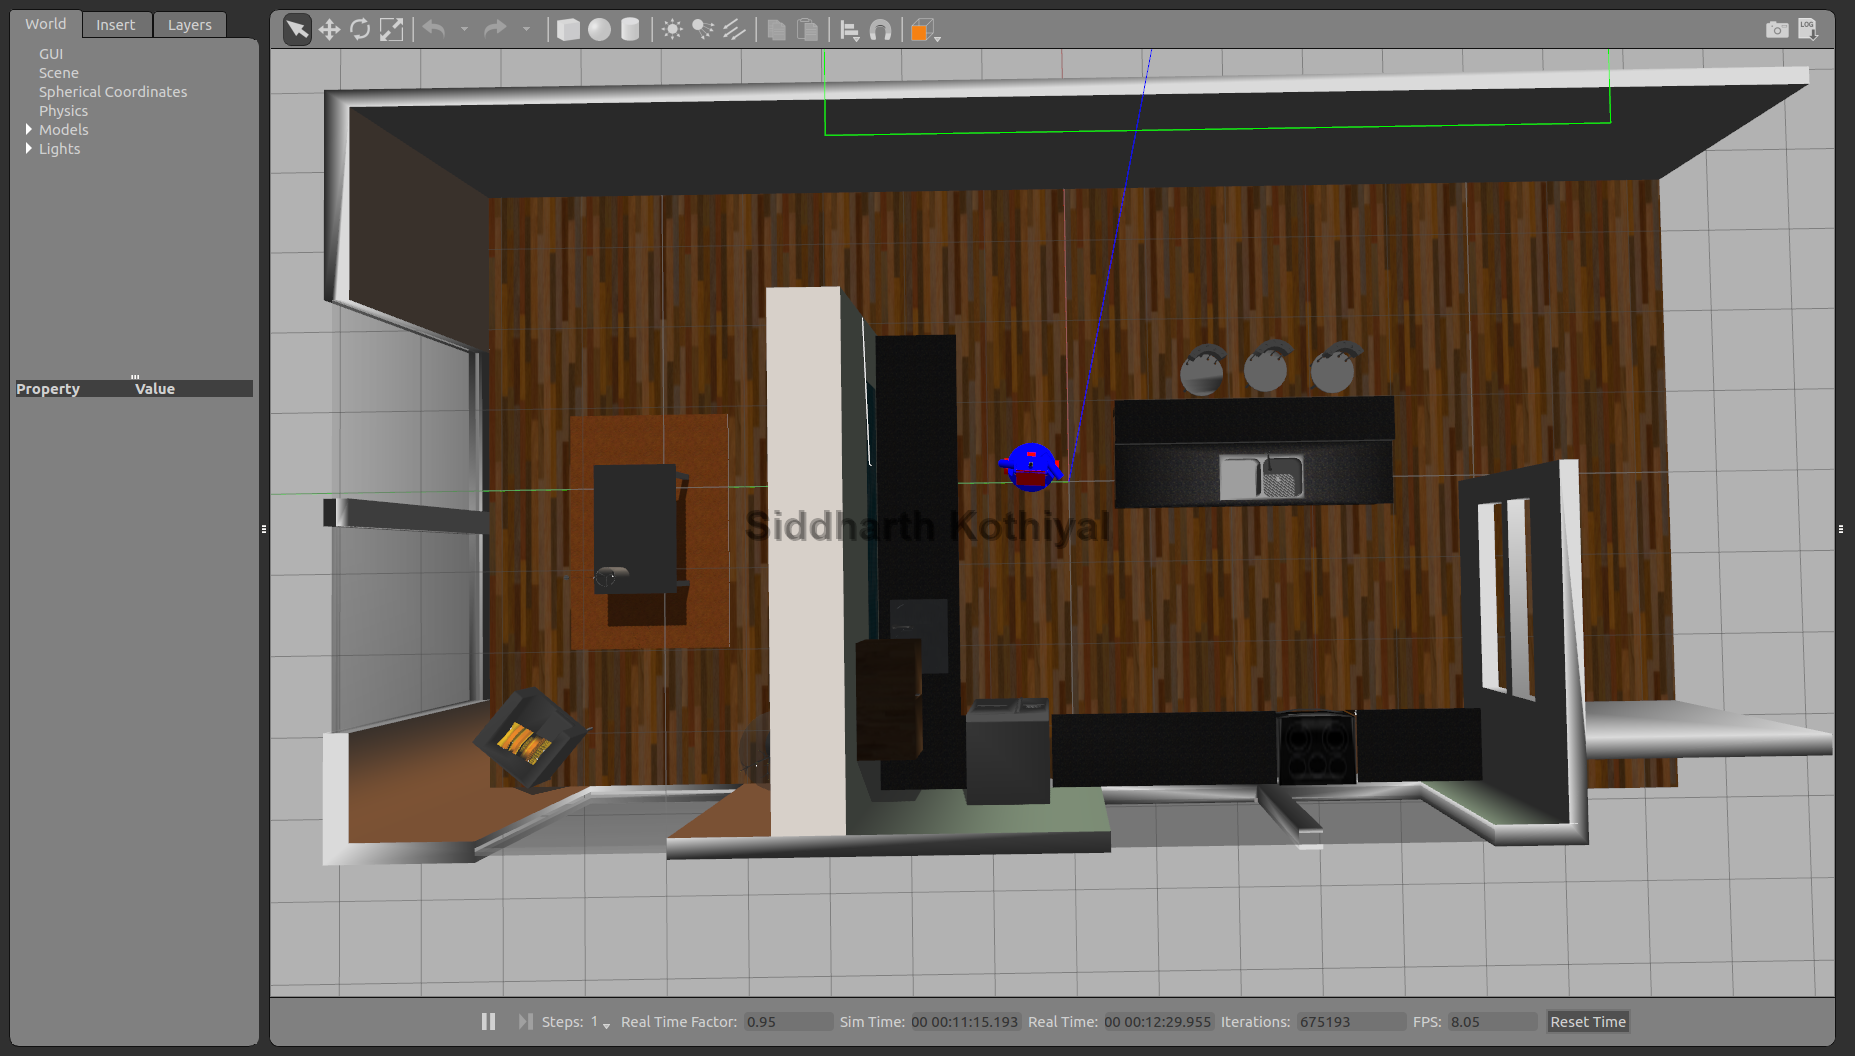 World Insert Layers
GUI
Scene
Spherical Coordinates
Physics
Models
Lights
Property Value
LOG
Siddharth Kothiyal
Steps: 1 Real Time Factor: 0.95 Sim Time: 00 00:11:15.193 Real Time: 00 00:12:29.955 Iterations: 675193 FPS: 8.05 Reset Time